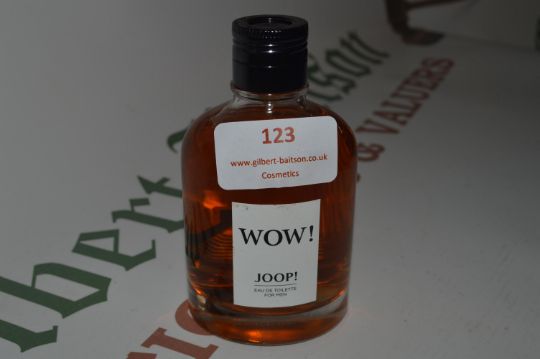 123
www.gilbert-baitson.co.uk
Cosmetics
WOW!
JOOP!
EAU DE TOILETTE
FOR MEN
& VALUERS